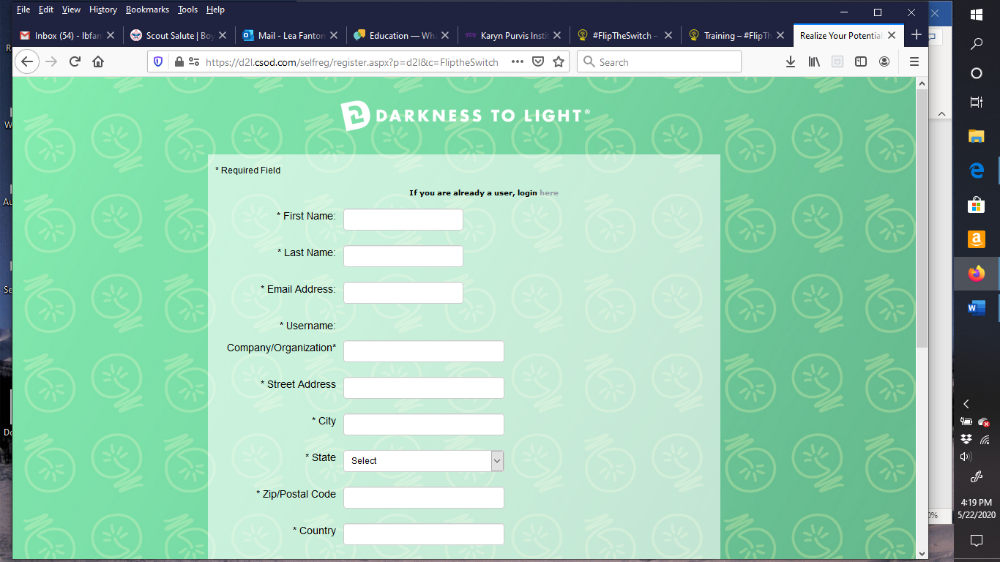 File Edit View History Bookmarks Tools Help
Inbox (54) - lbfan
Scout Salute | Boy
Mail - Lea Fanton
Education — Wha
Karyn Purvis Insti
#FlipTheSwitch –
Training – #FlipTh
Realize Your Potential
https://d2l.csod.com/selfreg/register.aspx?p=d2l&c=FliptheSwitch
Search
DARKNESS TO LIGHT®
* Required Field
If you are already a user, login here
* First Name:
* Last Name:
* Email Address:
* Username:
Company/Organization*
* Street Address
* City
* State Select
* Zip/Postal Code
* Country
4:19 PM
5/22/2020